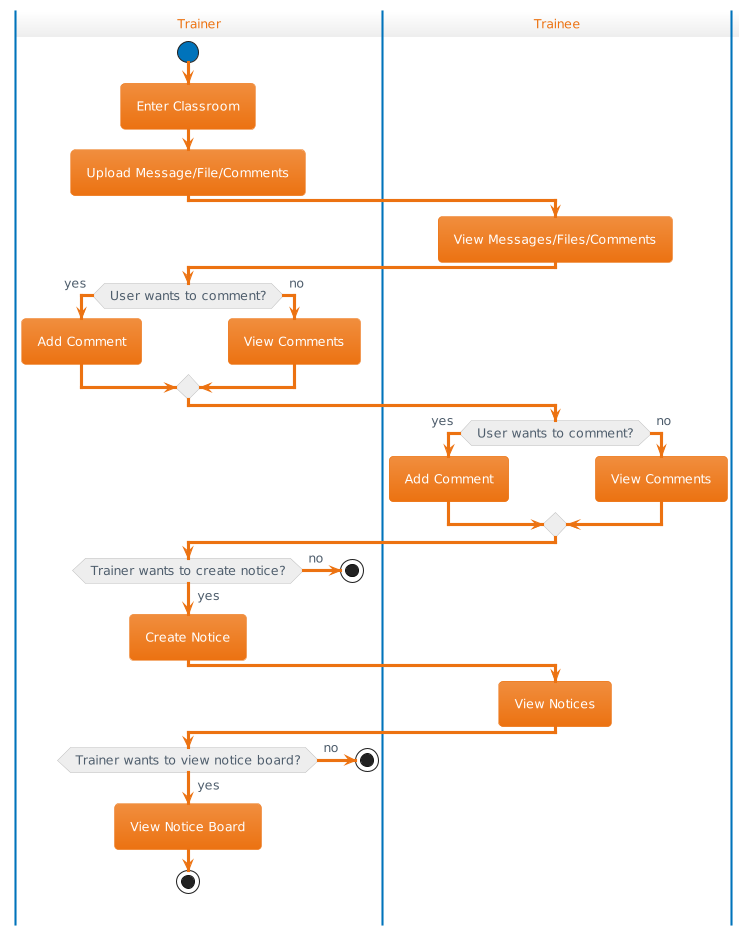 Trainer
Trainee
Enter Classroom
Upload Message/File/Comments
View Messages/Files/Comments
yes
User wants to comment?
no
Add Comment
View Comments
yes
User wants to comment?
no
Add Comment
View Comments
Trainer wants to create notice?
no
yes
Create Notice
View Notices
Trainer wants to view notice board?
no
yes
View Notice Board